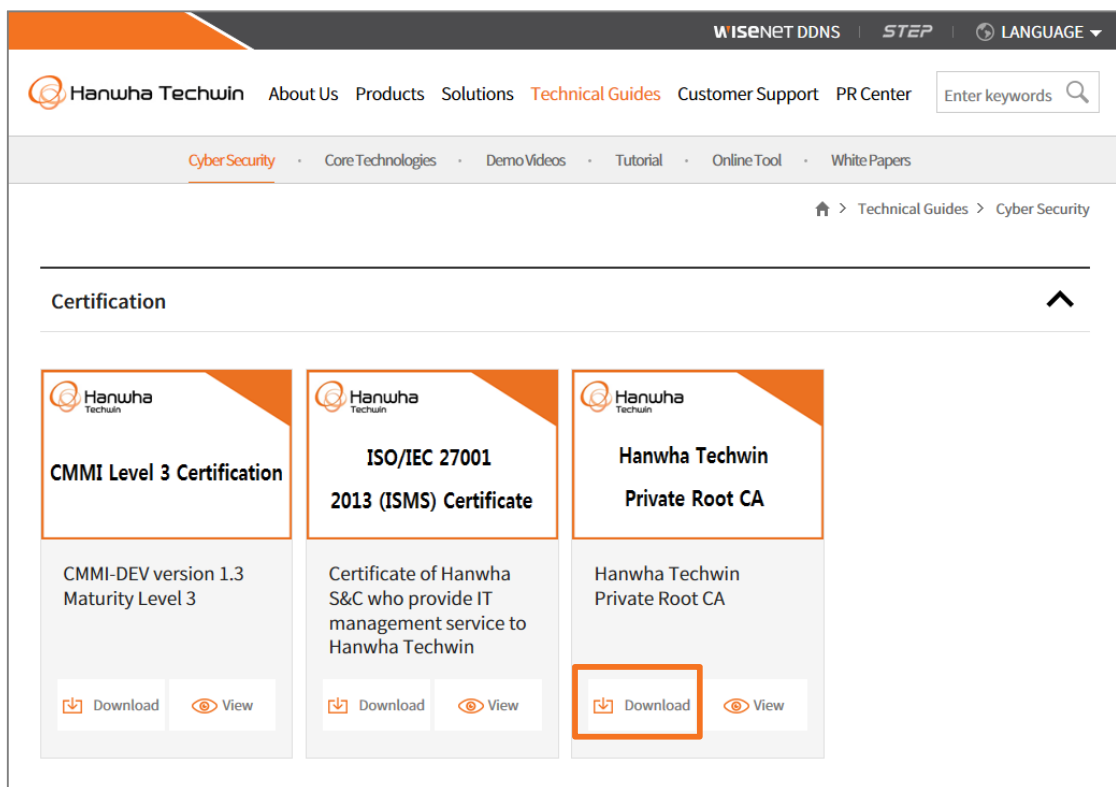 WISENET DDNS STEP LANGUAGE
Hanwha Techwin About Us Products Solutions Technical Guides Customer Support PR Center Enter keywords
Cyber Security · Core Technologies · Demo Videos · Tutorial · Online Tool · White Papers
> Technical Guides > Cyber Security
Certification
Hanwha
Techwin
CMMI Level 3 Certification
CMMI-DEV version 1.3
Maturity Level 3
Download View
Hanwha
Techwin
ISO/IEC 27001
2013 (ISMS) Certificate
Certificate of Hanwha
S&C who provide IT
management service to
Hanwha Techwin
Download View
Hanwha
Techwin
Hanwha Techwin
Private Root CA
Hanwha Techwin
Private Root CA
Download View